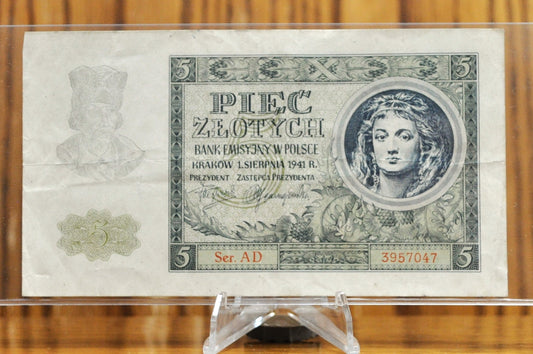 5
5
PIĘĆ
ZŁOTYCH
BANK EMISYJNY W POLSCE
KRAKÓW 1. SIERPNIA 1941 R.
PREZYDENT ZASTĘPCA PREZYDENTA
5
5
Ser. AD
3957047
5